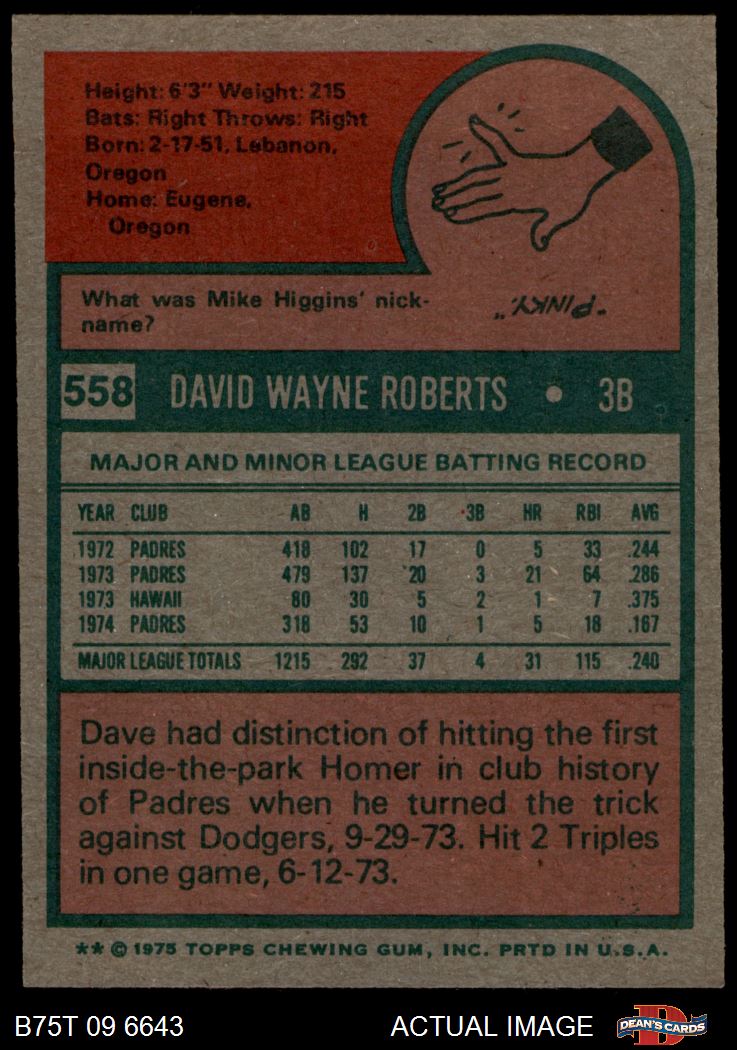 Height: 6'3" Weight: 215
Bats: Right Throws: Right
Born: 2-17-51, Lebanon,
Oregon
Home: Eugene,
Oregon
What was Mike Higgins' nick-
name?
"PINKY."
558 DAVID WAYNE ROBERTS • 3B
MAJOR AND MINOR LEAGUE BATTING RECORD
YEAR CLUB AB H 2B 3B HR RBI AVG
1972 PADRES 418 102 17 0 5 33 .244
1973 PADRES 479 137 20 3 21 64 .286
1973 HAWAII 80 30 5 2 1 7 .375
1974 PADRES 318 53 10 1 5 18 .167
MAJOR LEAGUE TOTALS 1215 292 37 4 31 115 .240
Dave had distinction of hitting the first
inside-the-park Homer in club history
of Padres when he turned the trick
against Dodgers, 9-29-73. Hit 2 Triples
in one game, 6-12-73.
** © 1975 TOPPS CHEWING GUM, INC. PRTD IN U.S.A.
B75T 09 6643 ACTUAL IMAGE DEAN'S CARDS